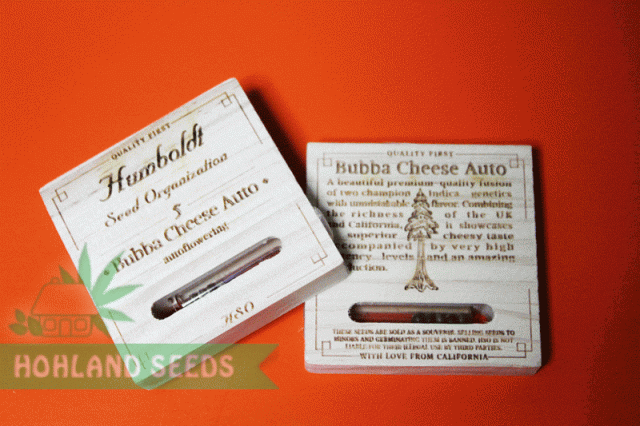 QUALITY FIRST
Humboldt
Seed Organization
5
Bubba Cheese Auto
autoflowering
HSO
QUALITY FIRST
Bubba Cheese Auto
A beautiful premium-quality fusion
of two champion Indica genetics
with unmistakable flavor. Combining
the richness of the UK
and California, it showcases
superior cheesy taste
accompanied by very high
levels and an amazing
THESE SEEDS ARE SOLD AS A SOUVENIR. SELLING SEEDS TO
MINORS AND GERMINATING THEM IS BANNED. HSO IS NOT
LIABLE FOR THEIR ILLEGAL USE BY THIRD PARTIES.
WITH LOVE FROM CALIFORNIA
HOHLAND SEEDS